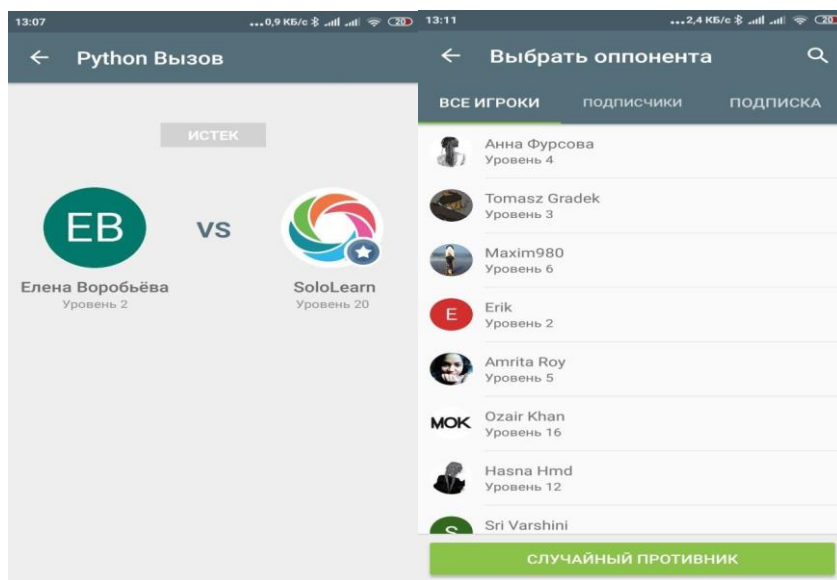 13:07
...0,9 КБ/с
20
Python Вызов
ИСТЕК
EB
VS
Елена Воробьёва
Уровень 2
SoloLearn
Уровень 20
13:11
...2,4 КБ/с
20
Выбрать оппонента
ВСЕ ИГРОКИ
ПОДПИСЧИКИ
ПОДПИСКА
Анна Фурсова
Уровень 4
Tomasz Gradek
Уровень 3
Maxim980
Уровень 6
E
Erik
Уровень 2
Amrita Roy
Уровень 5
MOK
Ozair Khan
Уровень 16
Hasna Hmd
Уровень 12
S
Sri Varshini
СЛУЧАЙНЫЙ ПРОТИВНИК